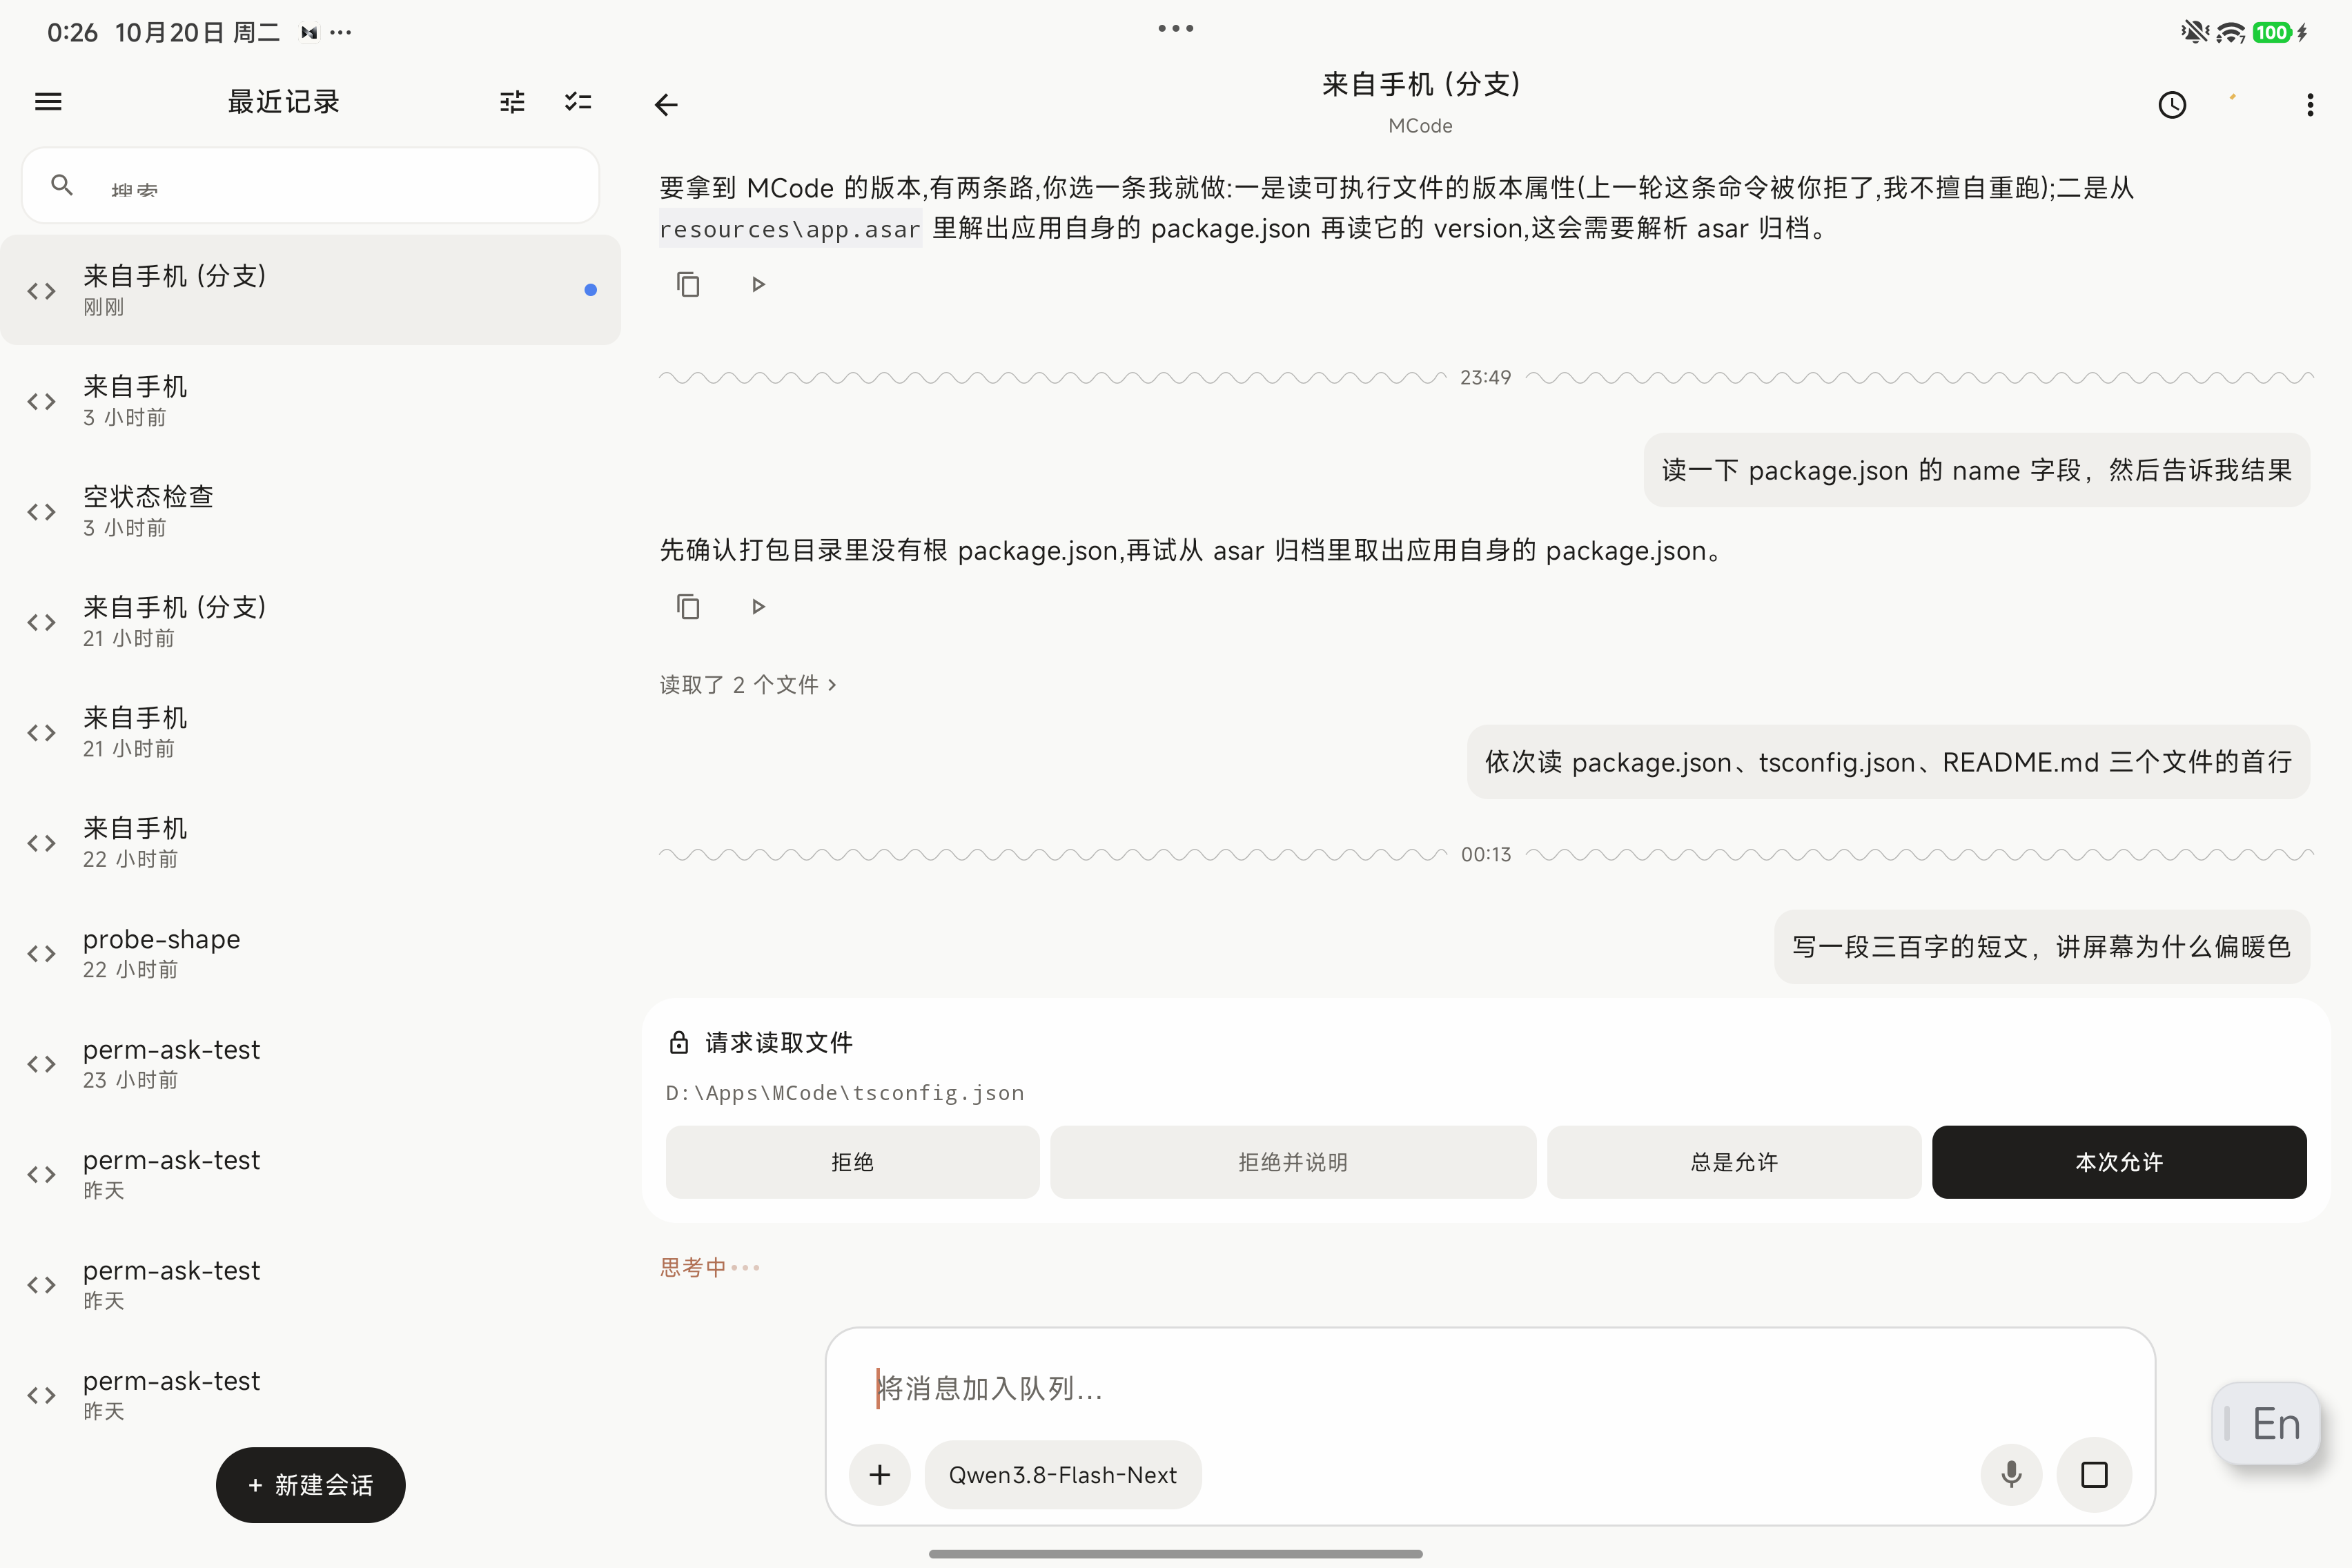 0:26 10月20日 周二
100
最近记录
搜索
来自手机 (分支)
刚刚
来自手机
3 小时前
空状态检查
3 小时前
来自手机 (分支)
21 小时前
来自手机
21 小时前
来自手机
22 小时前
probe-shape
22 小时前
perm-ask-test
23 小时前
perm-ask-test
昨天
perm-ask-test
昨天
perm-ask-test
昨天
+ 新建会话
来自手机 (分支)
MCode
要拿到 MCode 的版本,有两条路,你选一条我就做:一是读可执行文件的版本属性(上一轮这条命令被你拒了,我不擅自重跑);二是从
resources\app.asar 里解出应用自身的 package.json 再读它的 version,这会需要解析 asar 归档。
23:49
读一下 package.json 的 name 字段，然后告诉我结果
先确认打包目录里没有根 package.json,再试从 asar 归档里取出应用自身的 package.json。
读取了 2 个文件
依次读 package.json、tsconfig.json、README.md 三个文件的首行
00:13
写一段三百字的短文，讲屏幕为什么偏暖色
请求读取文件
D:\Apps\MCode\tsconfig.json
拒绝 拒绝并说明 总是允许 本次允许
思考中
将消息加入队列...
Qwen3.8-Flash-Next
En